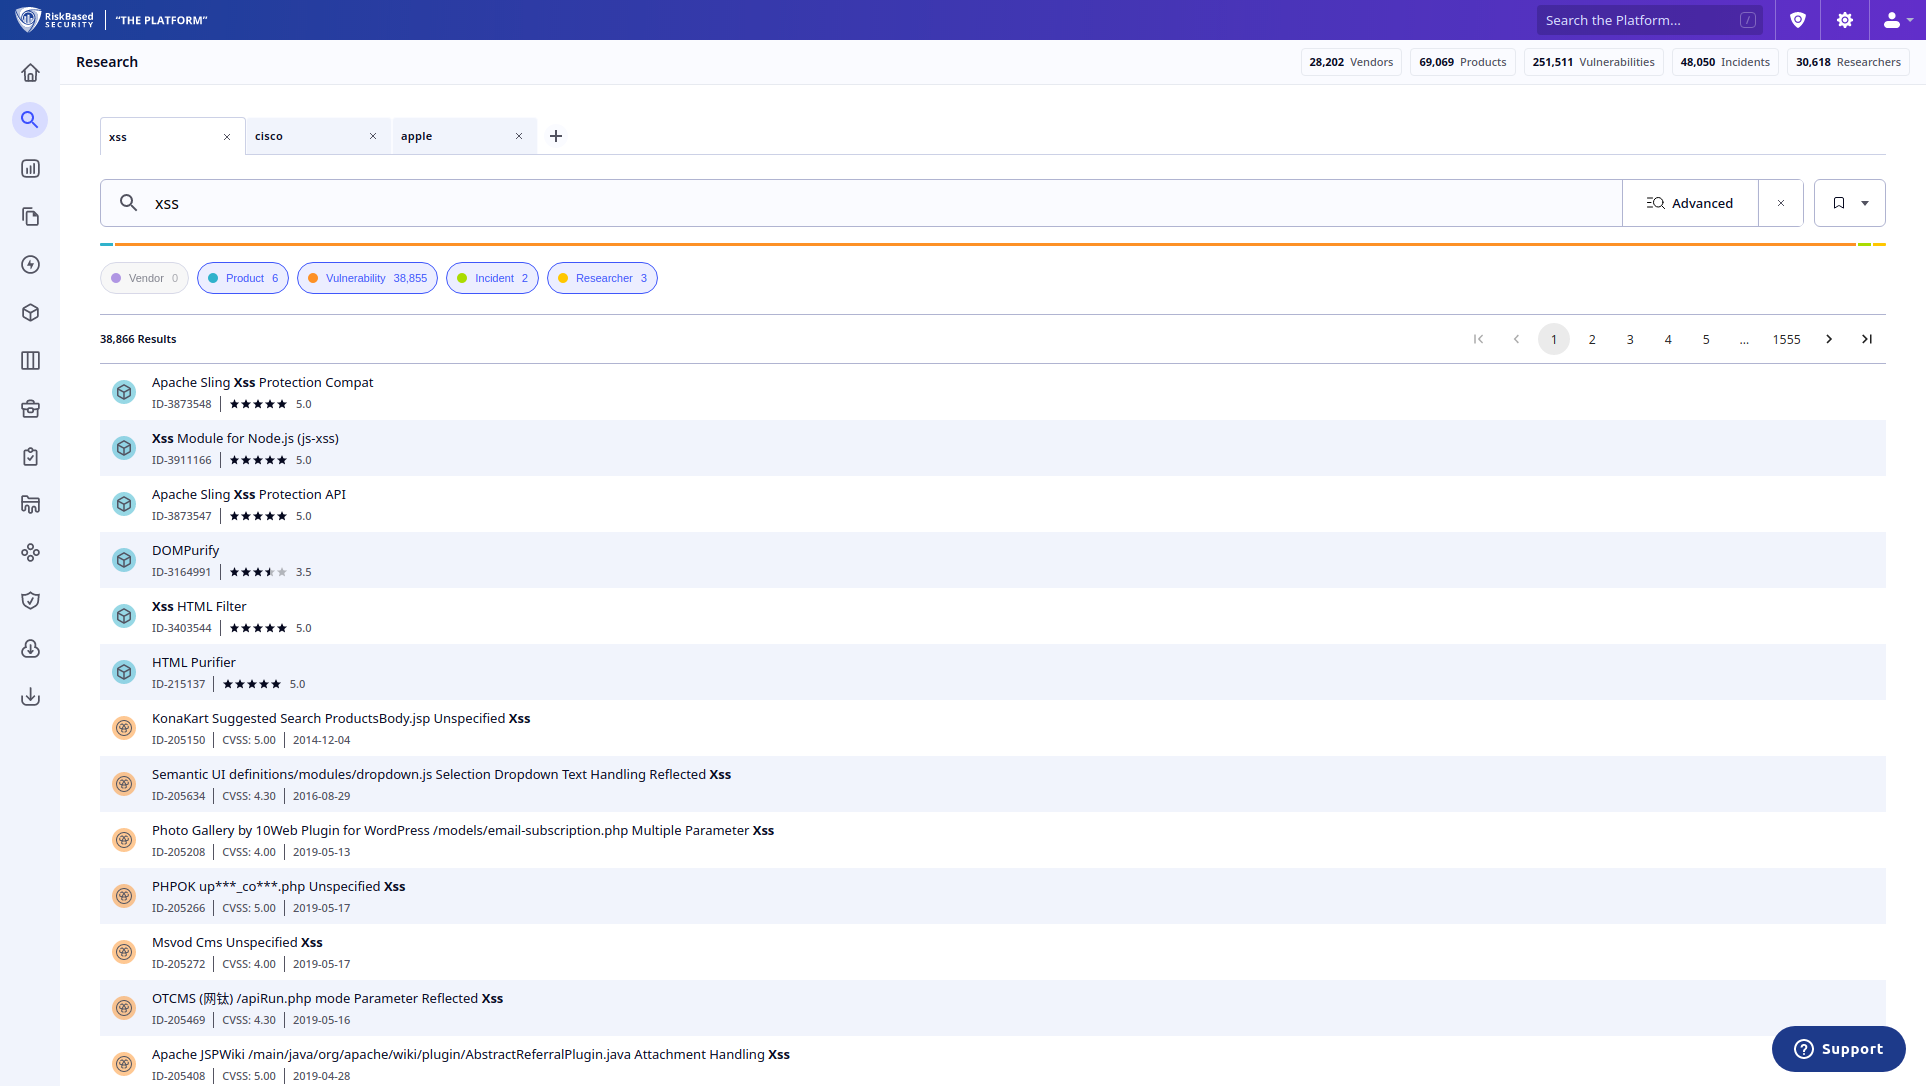 RiskBased SECURITY "THE PLATFORM" Search the Platform... /
Research 28,202 Vendors 69,069 Products 251,511 Vulnerabilities 48,050 Incidents 30,618 Researchers
xss × cisco × apple × +
xss Advanced ×
Vendor 0 Product 6 Vulnerability 38,855 Incident 2 Researcher 3
38,866 Results 1 2 3 4 5 ... 1555
Apache Sling Xss Protection Compat
ID-3873548 | ★★★★★ 5.0
Xss Module for Node.js (js-xss)
ID-3911166 | ★★★★★ 5.0
Apache Sling Xss Protection API
ID-3873547 | ★★★★★ 5.0
DOMPurify
ID-3164991 | 3.5
Xss HTML Filter
ID-3403544 | ★★★★★ 5.0
HTML Purifier
ID-215137 | ★★★★★ 5.0
KonaKart Suggested Search ProductsBody.jsp Unspecified Xss
ID-205150 | CVSS: 5.00 | 2014-12-04
Semantic UI definitions/modules/dropdown.js Selection Dropdown Text Handling Reflected Xss
ID-205634 | CVSS: 4.30 | 2016-08-29
Photo Gallery by 10Web Plugin for WordPress /models/email-subscription.php Multiple Parameter Xss
ID-205208 | CVSS: 4.00 | 2019-05-13
PHPOK up***_co***.php Unspecified Xss
ID-205266 | CVSS: 5.00 | 2019-05-17
Msvod Cms Unspecified Xss
ID-205272 | CVSS: 4.00 | 2019-05-17
OTCMS (网钛) /apiRun.php mode Parameter Reflected Xss
ID-205469 | CVSS: 4.30 | 2019-05-16
Apache JSPWiki /main/java/org/apache/wiki/plugin/AbstractReferralPlugin.java Attachment Handling Xss
ID-205408 | CVSS: 5.00 | 2019-04-28
Support